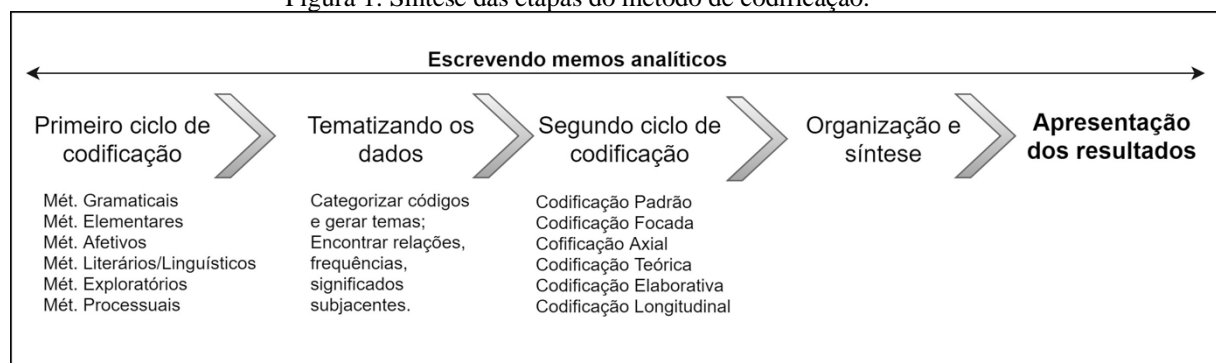 Figura 1. Síntese das etapas do método de codificação.
Escrevendo memos analíticos
Primeiro ciclo de
codificação
Mét. Gramaticais
Mét. Elementares
Mét. Afetivos
Mét. Literários/Linguísticos
Mét. Exploratórios
Mét. Processuais
Tematizando os
dados
Categorizar códigos
e gerar temas;
Encontrar relações,
frequências,
significados
subjacentes.
Segundo ciclo de
codificação
Codificação Padrão
Codificação Focada
Cofificação Axial
Codificação Teórica
Codificação Elaborativa
Codificação Longitudinal
Organização e
síntese
Apresentação
dos resultados